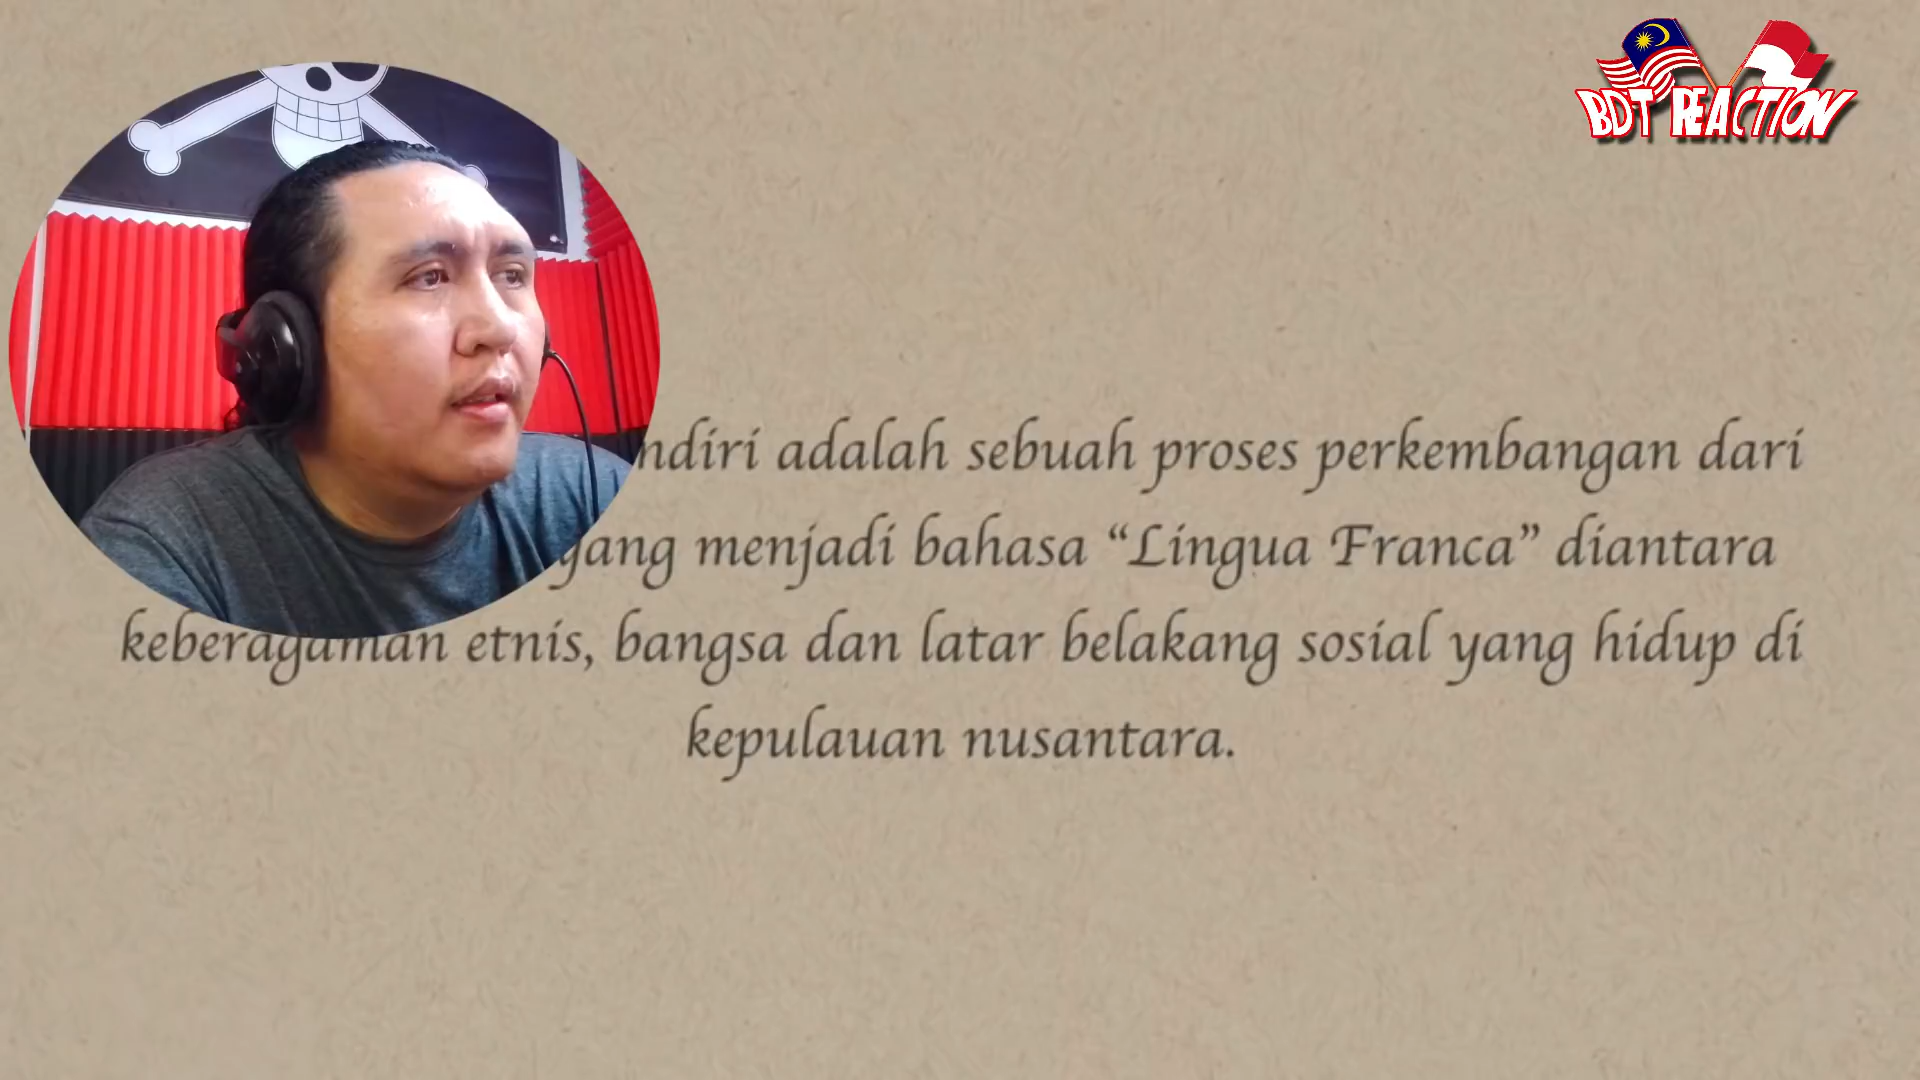 BDT REACTION
adalah sebuah proses perkembangan dari
yang menjadi bahasa “Lingua Franca” diantara
keberagaman etnis, bangsa dan latar belakang sosial yang hidup di
kepulauan nusantara.